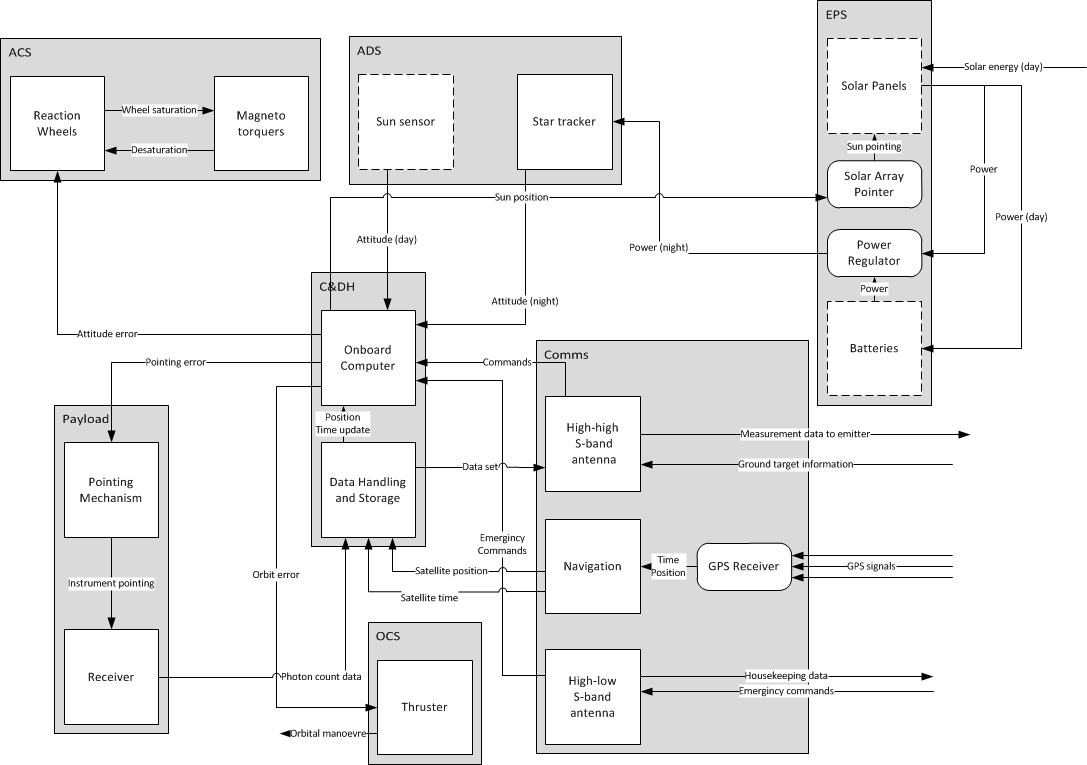 EPS
ACS
ADS
Solar energy (day)
Reaction
Wheels
Wheel saturation
Desaturation
Magneto
torquers
Sun sensor
Star tracker
Solar Panels
Sun pointing
Solar Array
Pointer
Power
Power (day)
Sun position
Attitude (day)
Power (night)
Power
Regulator
Power
Attitude (night)
C&DH
Attitude error
Onboard
Computer
Batteries
Comms
Commands
Pointing error
Payload
Position
Time update
High-high
S-band
antenna
Measurement data to emitter
Ground target information
Pointing
Mechanism
Data Handling
and Storage
Data set
Emergincy
Commands
Navigation
Time
Position
GPS Receiver
GPS signals
Satellite position
Satellite time
Instrument pointing
Orbit error
OCS
Receiver
Photon count data
High-low
S-band
antenna
Housekeeping data
Emergincy commands
Thruster
Orbital manoevre